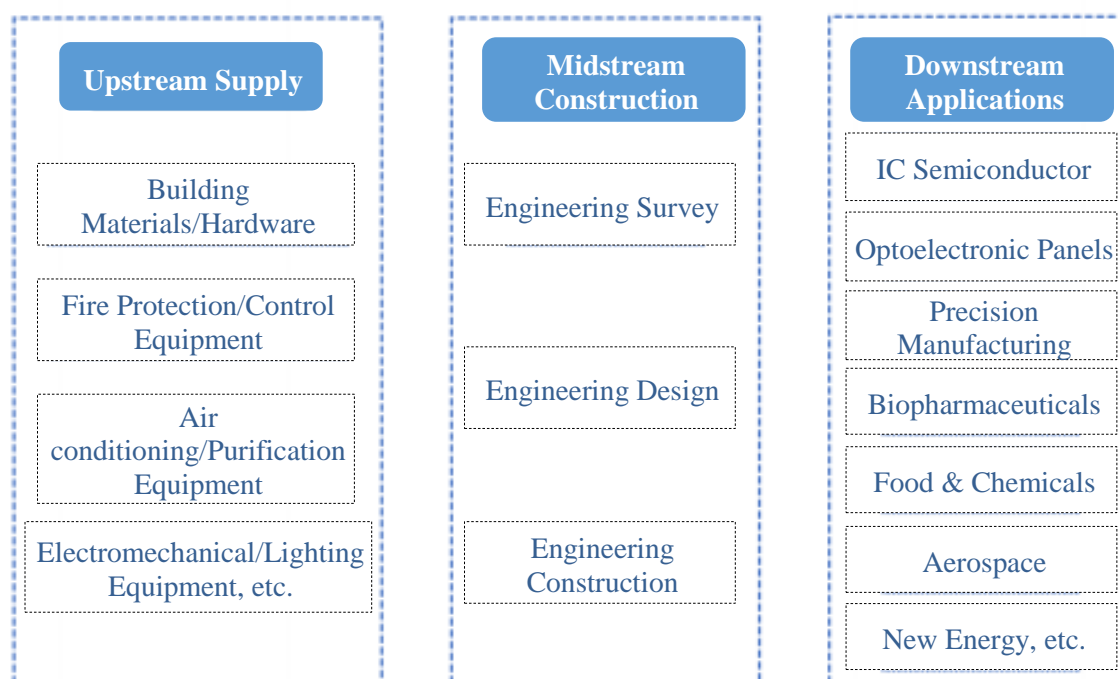 Upstream Supply
Building
Materials/Hardware
Fire Protection/Control
Equipment
Air
conditioning/Purification
Equipment
Electromechanical/Lighting
Equipment, etc.
Midstream
Construction
Engineering Survey
Engineering Design
Engineering
Construction
Downstream
Applications
IC Semiconductor
Optoelectronic Panels
Precision
Manufacturing
Biopharmaceuticals
Food & Chemicals
Aerospace
New Energy, etc.